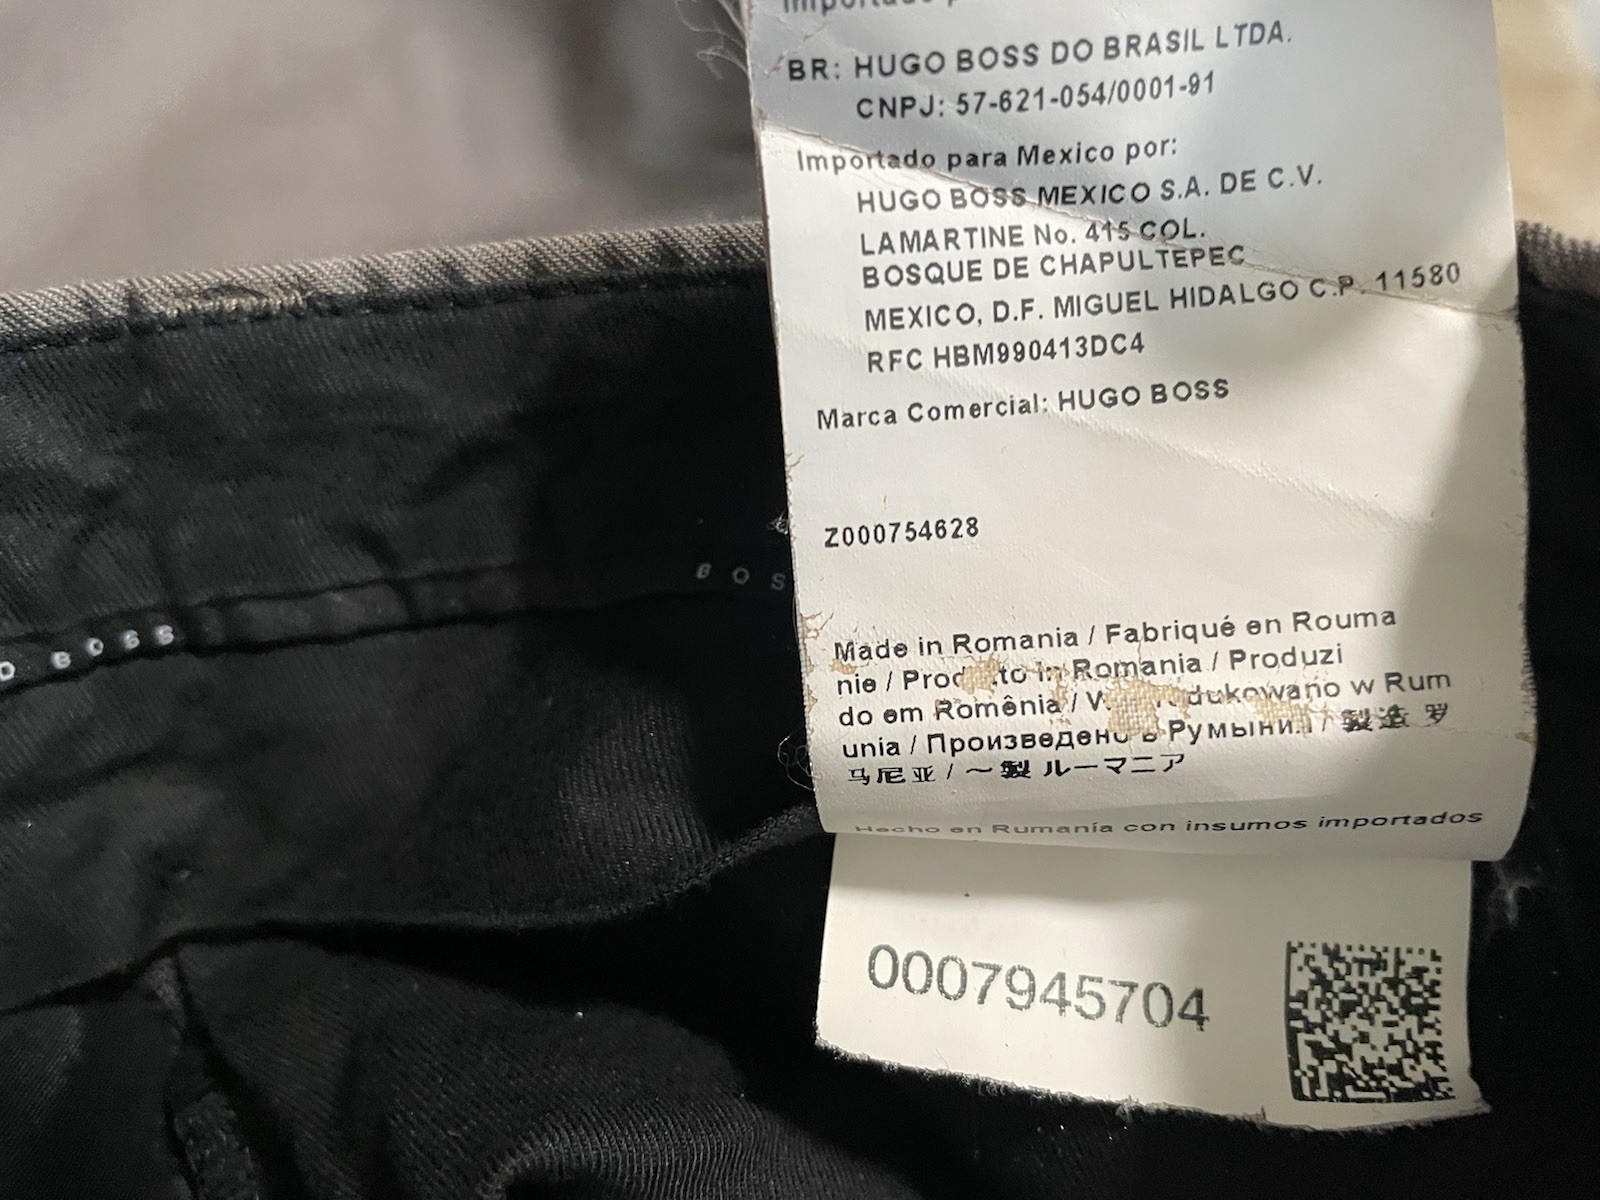 BR: HUGO BOSS DO BRASIL LTDA.
CNPJ: 57-621-054/0001-91
Importado para Mexico por:
HUGO BOSS MEXICO S.A. DE C.V.
LAMARTINE No. 415 COL.
BOSQUE DE CHAPULTEPEC
MEXICO, D.F. MIGUEL HIDALGO C.P. 11580
RFC HBM990413DC4
Marca Comercial: HUGO BOSS
Z000754628
Made in Romania / Fabriqué en Rouma
nie / in Romania / Produzi
do em Romênia / w Rum
unia / Произведено в Румынии / 製造 罗
马尼亚 / ～製 ルーマニア
Hecho en Rumanía con insumos importados
0007945704
BOSS
BOS